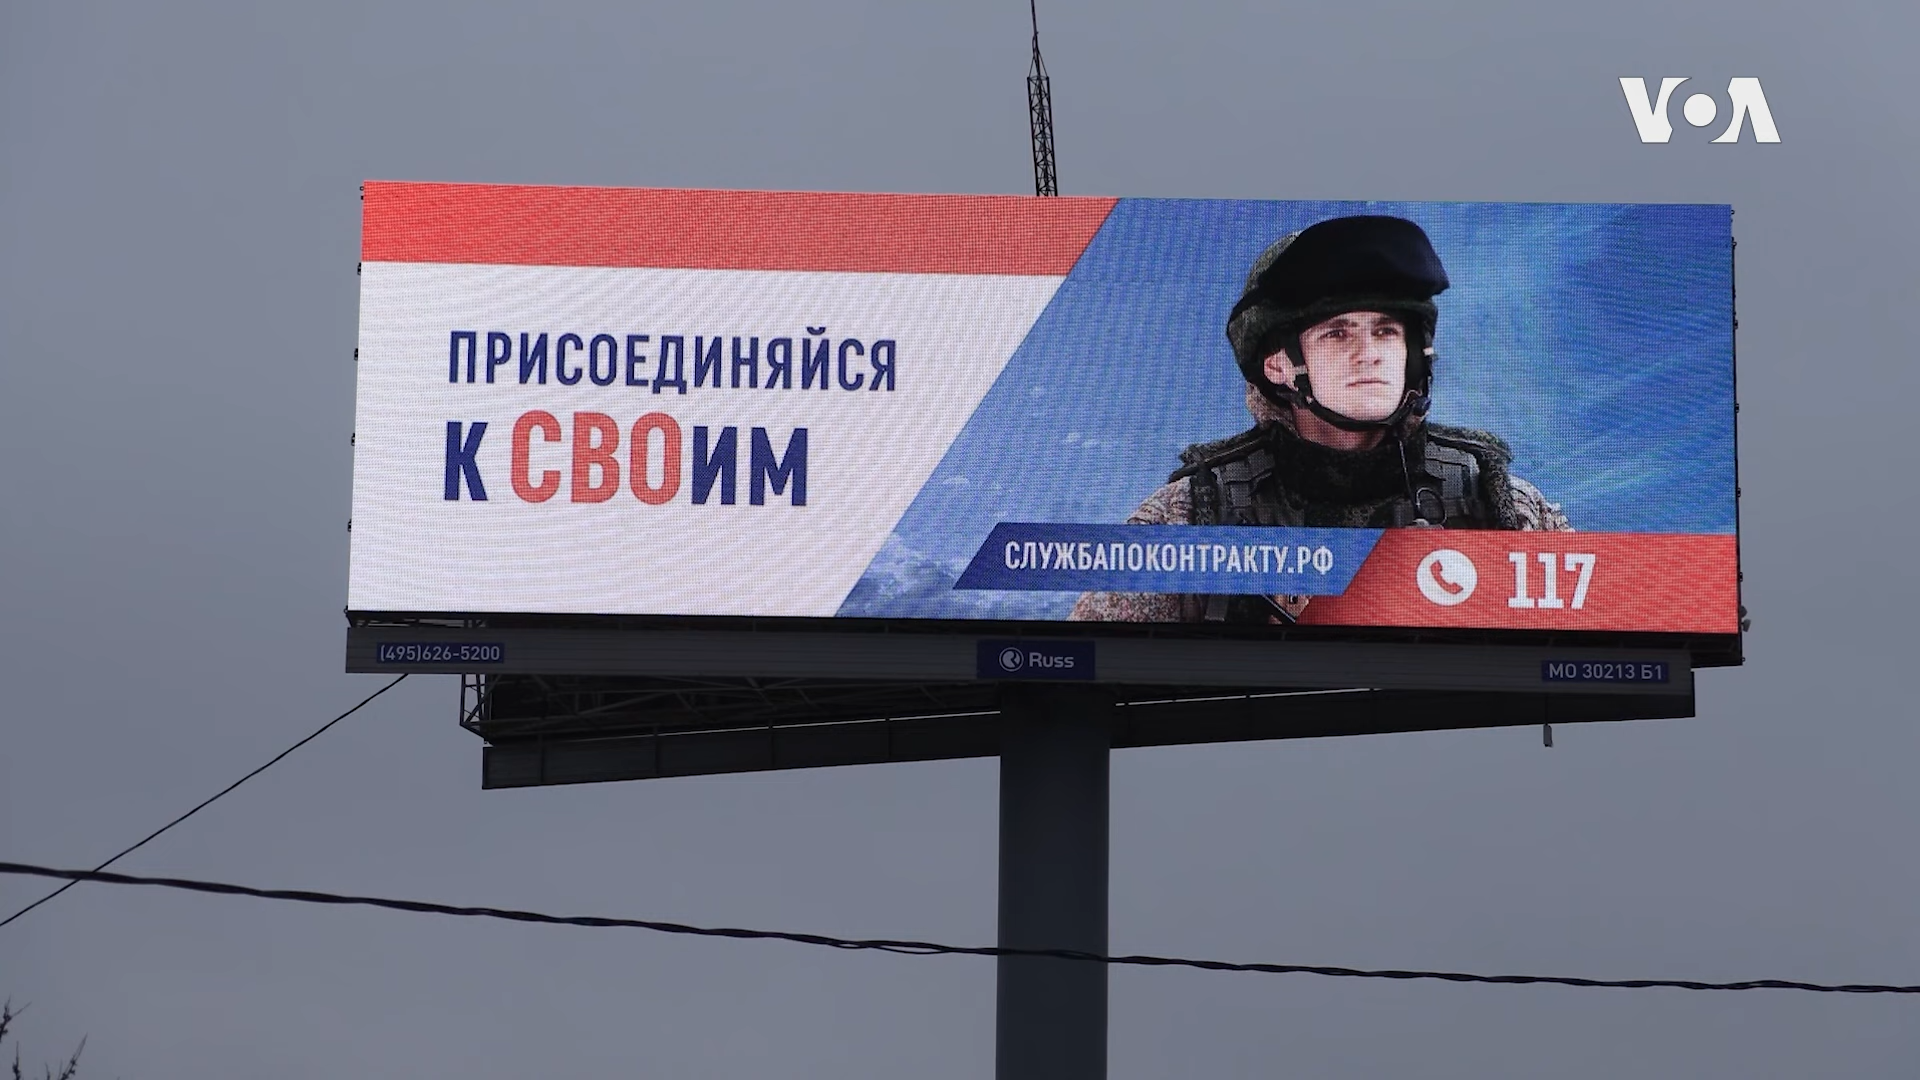 VOA
ПРИСОЕДИНЯЙСЯ
К СВОИМ
СЛУЖБАПОКОНТРАКТУ.РФ
117
(495)626-5200
Russ
МО 30213 Б1